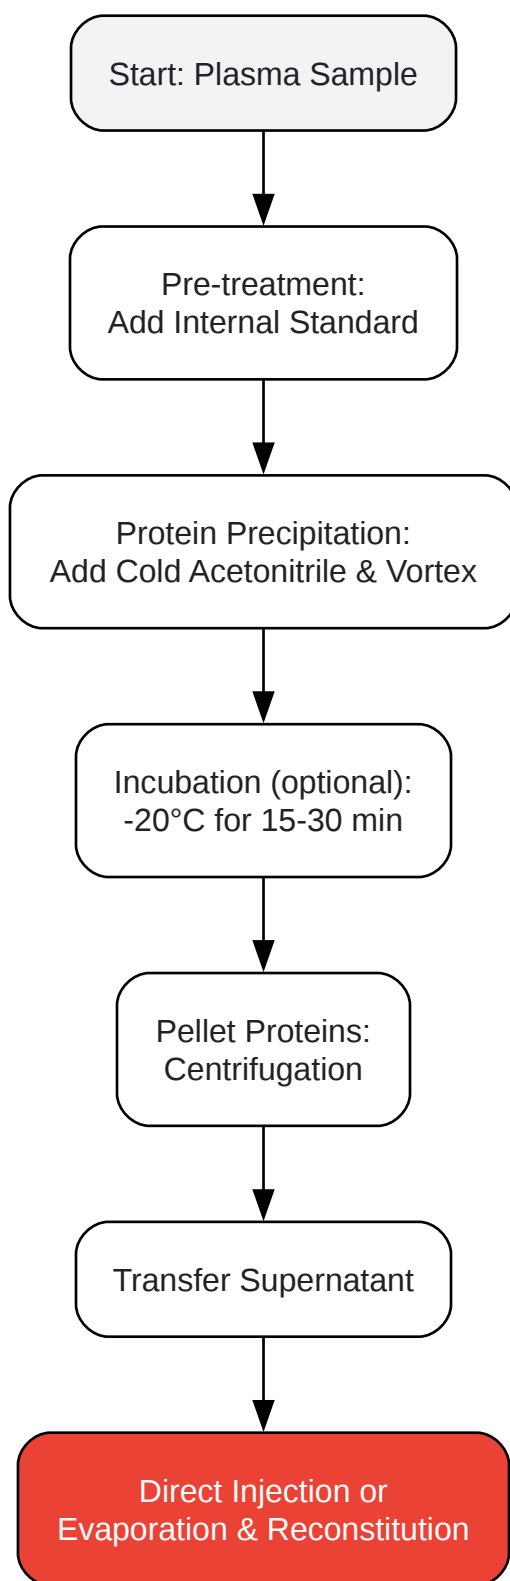 Start: Plasma Sample
Pre-treatment:
Add Internal Standard
Protein Precipitation:
Add Cold Acetonitrile & Vortex
Incubation (optional):
-20°C for 15-30 min
Pellet Proteins:
Centrifugation
Transfer Supernatant
Direct Injection or
Evaporation & Reconstitution